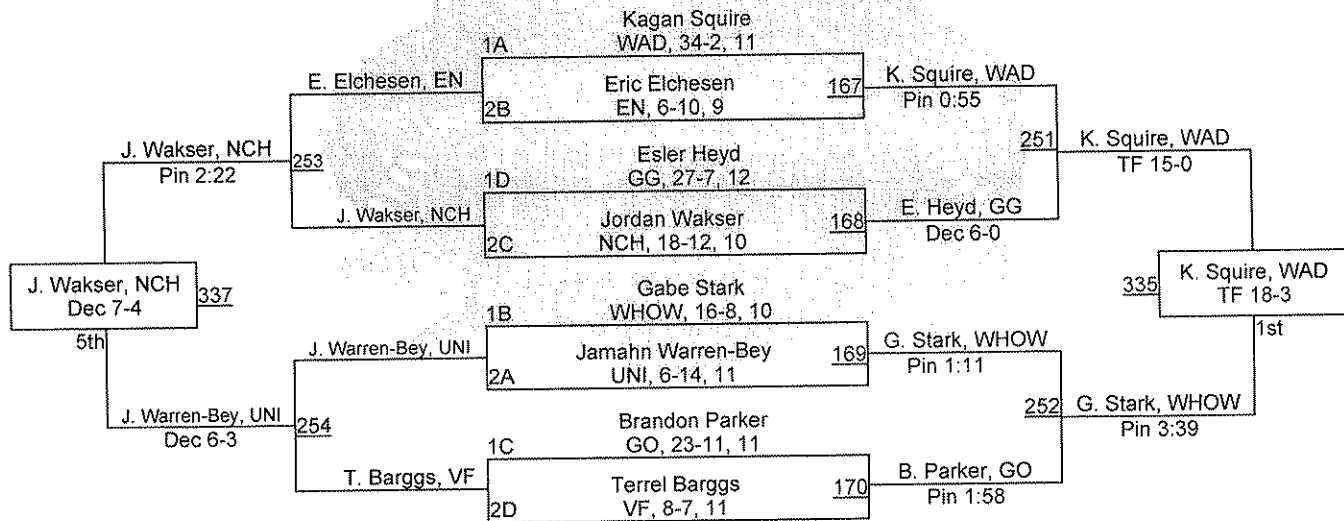 Kagan Squire
1A
WAD, 34-2, 11
E. Elchesen, EN
Eric Elchesen
167
K. Squire, WAD
2B
EN, 6-10, 9
Pin 0:55
J. Wakser, NCH
253
251
K. Squire, WAD
Pin 2:22
Esler Heyd
TF 15-0
1D
GG, 27-7, 12
J. Wakser, NCH
Jordan Wakser
168
E. Heyd, GG
2C
NCH, 18-12, 10
Dec 6-0
J. Wakser, NCH
337
Dec 7-4
5th
Gabe Stark
335
K. Squire, WAD
TF 18-3
1st
1B
WHOW, 16-8, 10
J. Warren-Bey, UNI
Jamahn Warren-Bey
169
G. Stark, WHOW
2A
UNI, 6-14, 11
Pin 1:11
J. Warren-Bey, UNI
254
252
G. Stark, WHOW
Dec 6-3
Brandon Parker
Pin 3:39
1C
GO, 23-11, 11
T. Barggs, VF
Terrel Barggs
170
B. Parker, GO
2D
VF, 8-7, 11
Pin 1:58